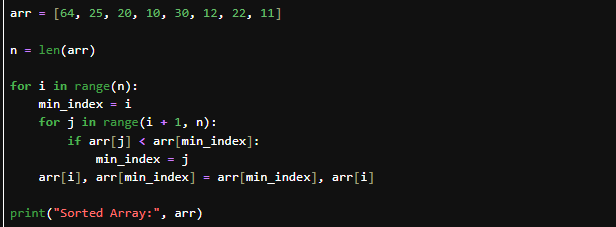 arr = [64, 25, 20, 10, 30, 12, 22, 11]
n = len(arr)
for i in range(n):
    min_index = i
    for j in range(i + 1, n):
        if arr[j] < arr[min_index]:
            min_index = j
    arr[i], arr[min_index] = arr[min_index], arr[i]
print("Sorted Array:", arr)